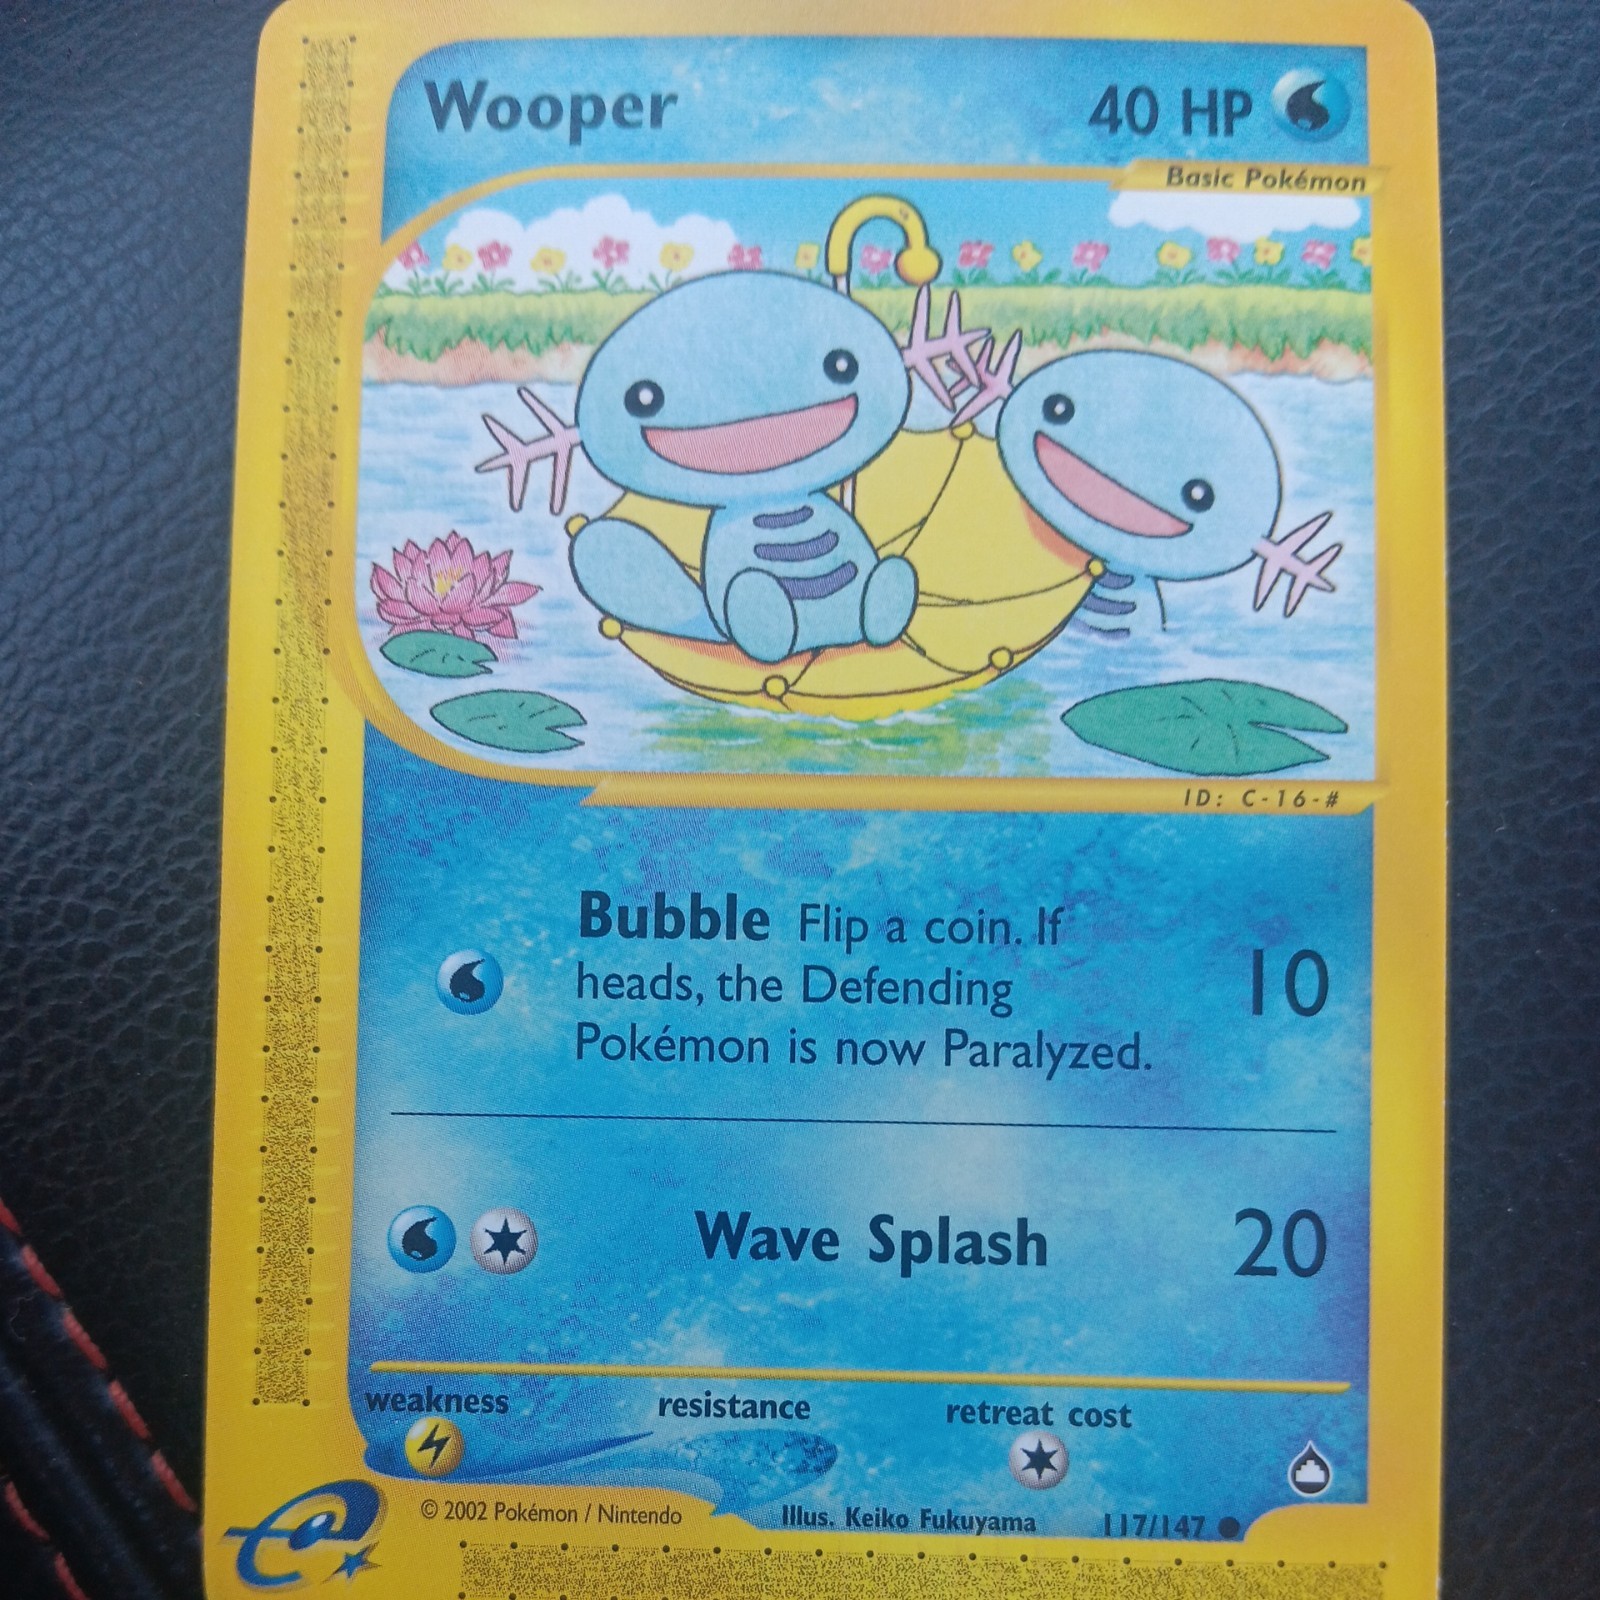 Wooper
40 HP
Basic Pokémon
ID: C-16-#
Bubble Flip a coin. If
heads, the Defending
Pokémon is now Paralyzed.
10
Wave Splash
20
weakness
resistance
retreat cost
© 2002 Pokémon / Nintendo
Illus. Keiko Fukuyama
117/147
e